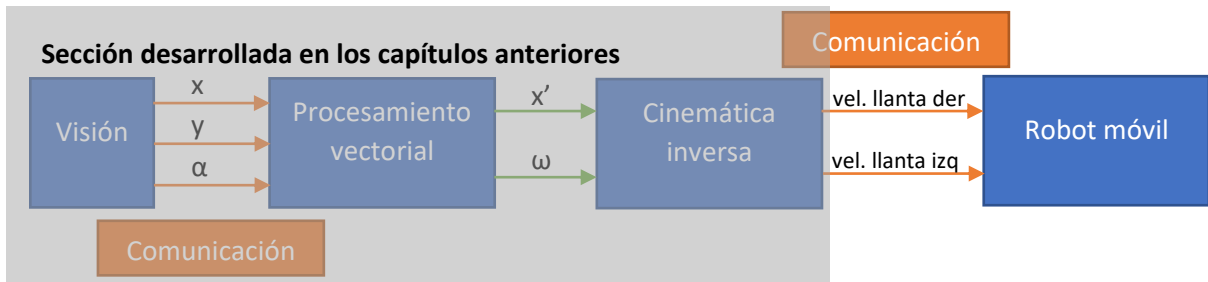 Comunicación
Sección desarrollada en los capítulos anteriores
Visión
x
y
α
Procesamiento
vectorial
x’
ω
Cinemática
inversa
vel. llanta der
vel. llanta izq
Robot móvil
Comunicación